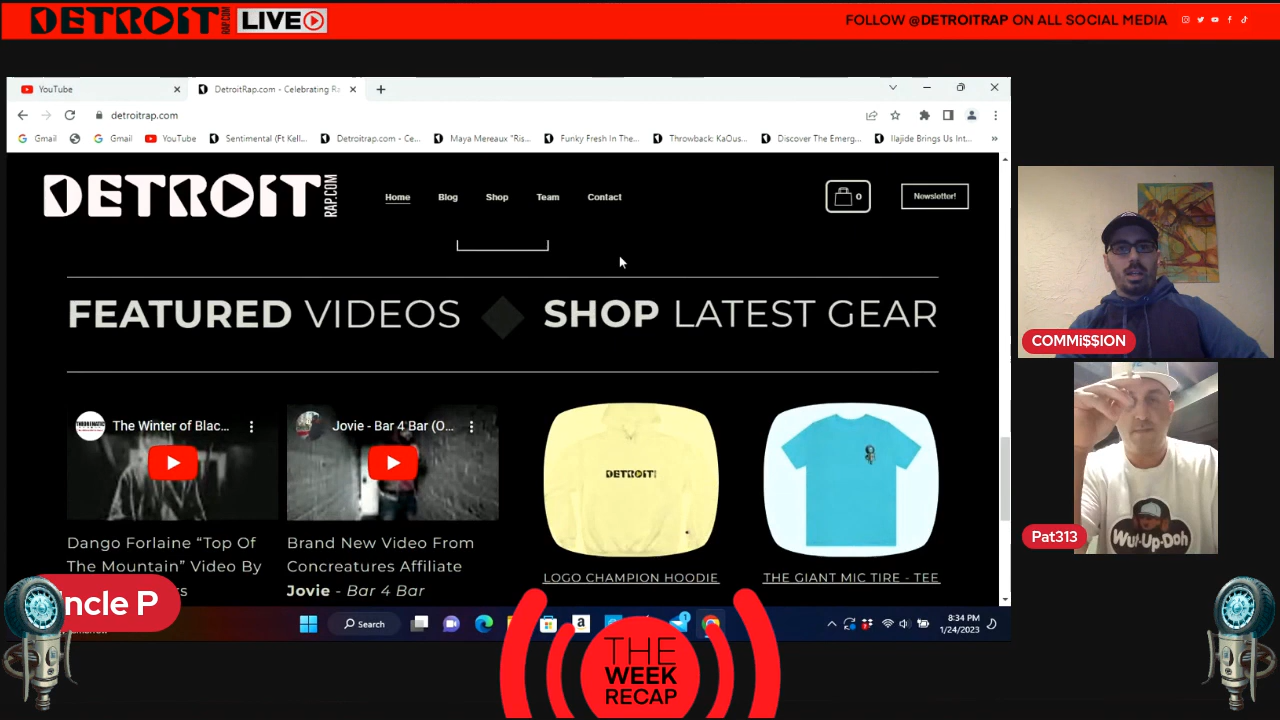 DETROIT RAP.COM LIVE
FOLLOW @DETROITRAP ON ALL SOCIAL MEDIA
YouTube
DetroitRap.com - Celebrating Ra
detroitrap.com
Gmail
Gmail
YouTube
Sentimental (Ft Kell...
Detroitrap.com - Ce...
Maya Mereaux "Ris...
Funky Fresh In The...
Throwback: KaOus...
Discover The Emerg...
Ilajide Brings Us Int...
»
DETROIT RAP.COM
Home
Blog
Shop
Team
Contact
0
Newsletter!
FEATURED VIDEOS
SHOP LATEST GEAR
The Winter of Blac...
Jovie - Bar 4 Bar (O...
DETROIT
Dango Forlaine “Top Of
The Mountain” Video By
Brand New Video From
Concreatures Affiliate
Jovie - Bar 4 Bar
LOGO CHAMPION HOODIE
THE GIANT MIC TIRE - TEE
COMMi$$ION
Pat313
Wut-Up-Doh
ncle P
Search
8:34 PM
1/24/2023
THE
WEEK
RECAP